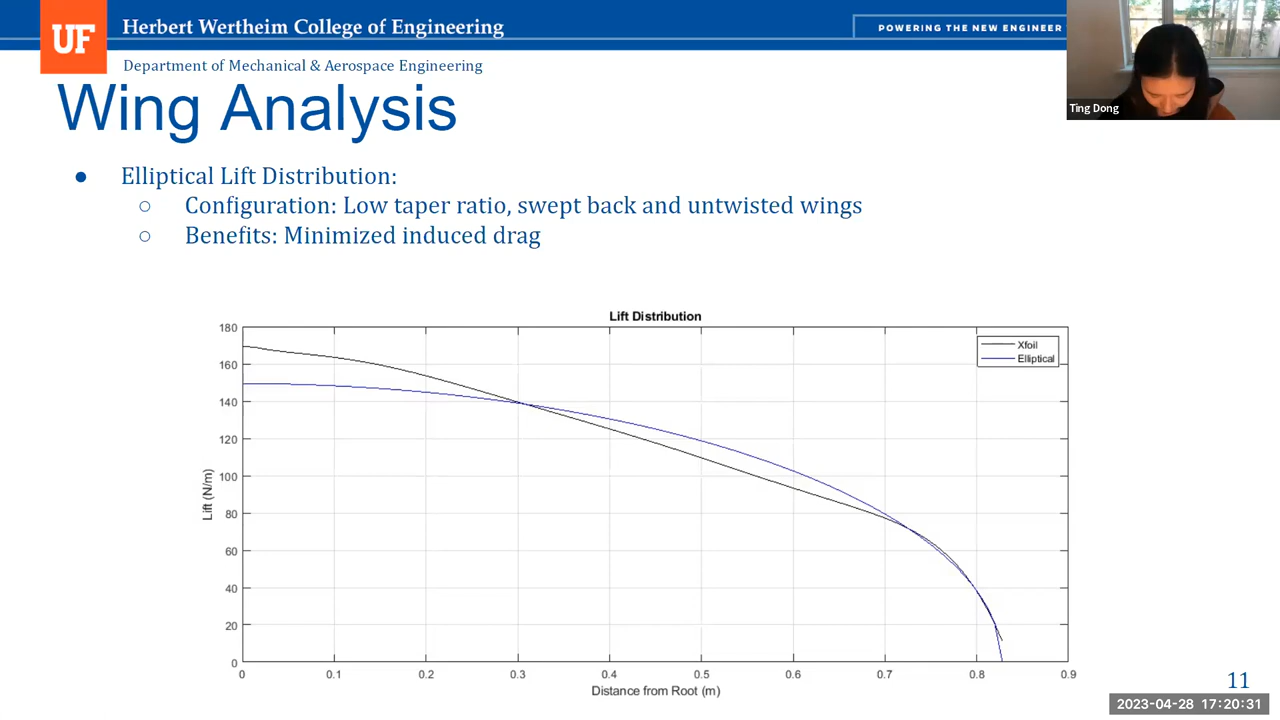 UF
Herbert Wertheim College of Engineering
POWERING THE NEW ENGINEER
Department of Mechanical & Aerospace Engineering
Ting Dong
Wing Analysis
● Elliptical Lift Distribution:
○ Configuration: Low taper ratio, swept back and untwisted wings
○ Benefits: Minimized induced drag
Lift Distribution
Xfoil
Elliptical
180
160
140
120
100
80
60
40
20
0
Lift (N/m)
0 0.1 0.2 0.3 0.4 0.5 0.6 0.7 0.8 0.9
Distance from Root (m)
11
2023-04-28 17:20:31